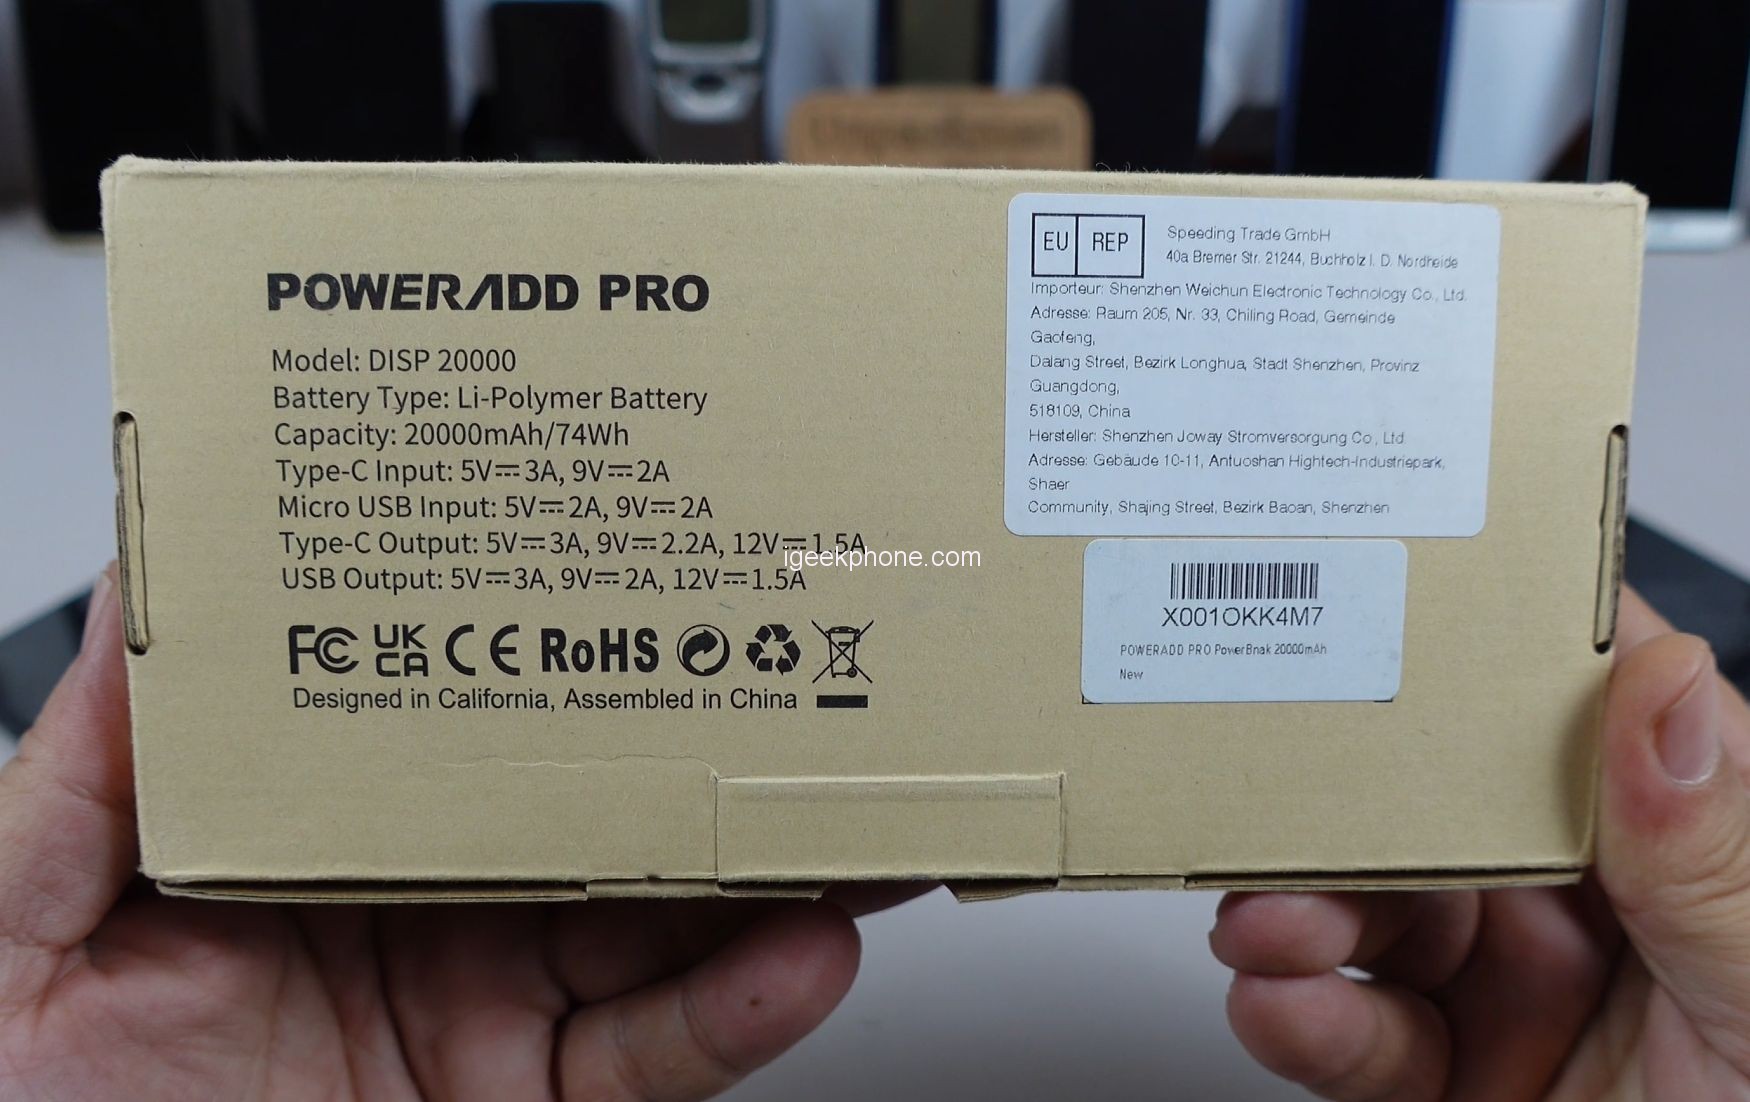 POWERADD PRO
Model: DISP 20000
Battery Type: Li-Polymer Battery
Capacity: 20000mAh/74Wh
Type-C Input: 5V⎓3A, 9V⎓2A
Micro USB Input: 5V⎓2A, 9V⎓2A
Type-C Output: 5V⎓3A, 9V⎓2.2A, 12V⎓1.5A
USB Output: 5V⎓3A, 9V⎓2A, 12V⎓1.5A
FC UK CA CE RoHS
Designed in California, Assembled in China
igeekphone.com
EU REP
Speeding Trade GmbH
40a Bremer Str. 21244, Buchholz I. D. Nordheide
Importeur: Shenzhen Weichun Electronic Technology Co., Ltd.
Adresse: Raum 205, Nr. 33, Chiling Road, Gemeinde
Gaofeng,
Dalang Street, Bezirk Longhua, Stadt Shenzhen, Provinz
Guangdong,
518109, China
Hersteller: Shenzhen Joway Stromversorgung Co., Ltd
Adresse: Gebäude 10-11, Antuoshan Hightech-Industriepark,
Shaer
Community, Shajing Street, Bezirk Baoan, Shenzhen
X001OKK4M7
POWERADD PRO PowerBnak 20000mAh
New